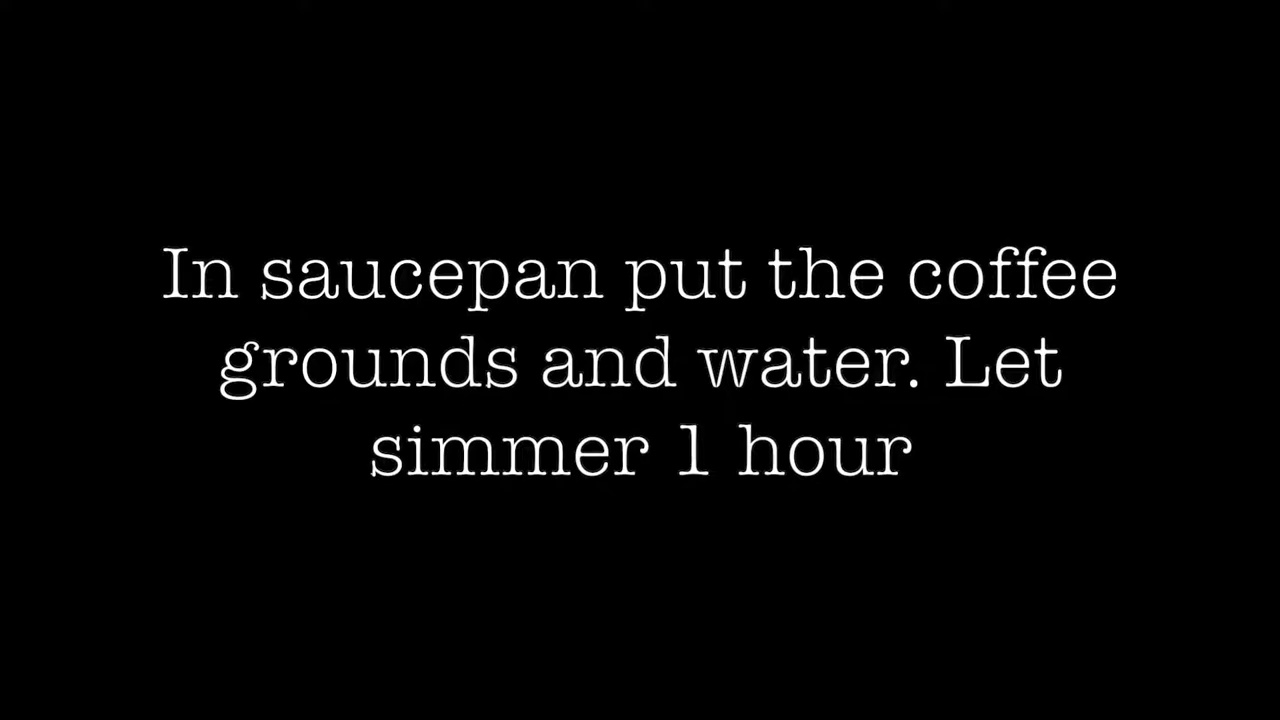 In saucepan put the coffee
grounds and water. Let
simmer 1 hour